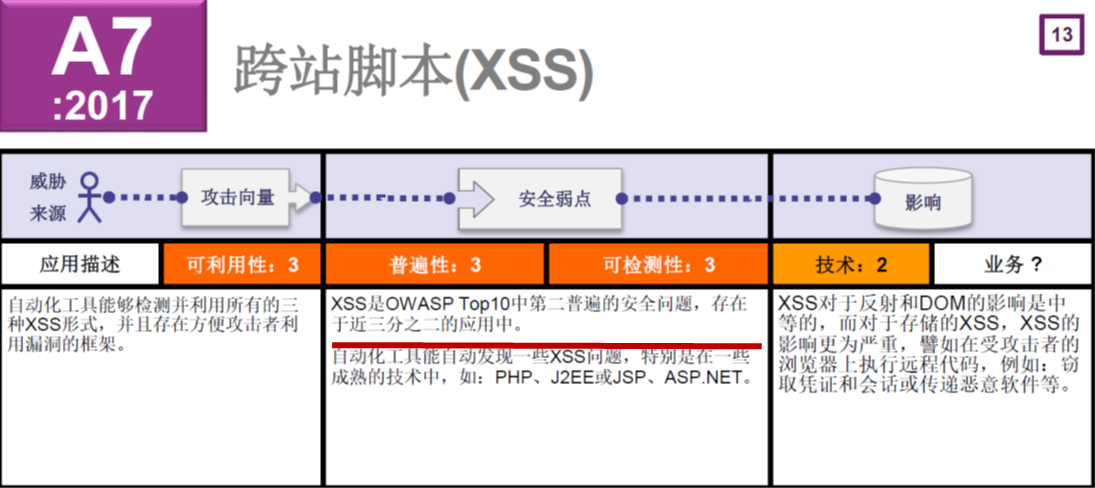 A7
:2017
跨站脚本(XSS)
13
威胁
来源
攻击向量
安全弱点
影响
应用描述
可利用性：3
普遍性：3
可检测性：3
技术：2
业务 ?
自动化工具能够检测并利用所有的三
种XSS形式，并且存在方便攻击者利
用漏洞的框架。
XSS是OWASP Top10中第二普遍的安全问题，存在
于近三分之二的应用中。
自动化工具能自动发现一些XSS问题，特别是在一些
成熟的技术中，如：PHP、J2EE或JSP、ASP.NET。
XSS对于反射和DOM的影响是中
等的，而对于存储的XSS，XSS的
影响更为严重，譬如在受攻击者的
浏览器上执行远程代码，例如：窃
取凭证和会话或传递恶意软件等。